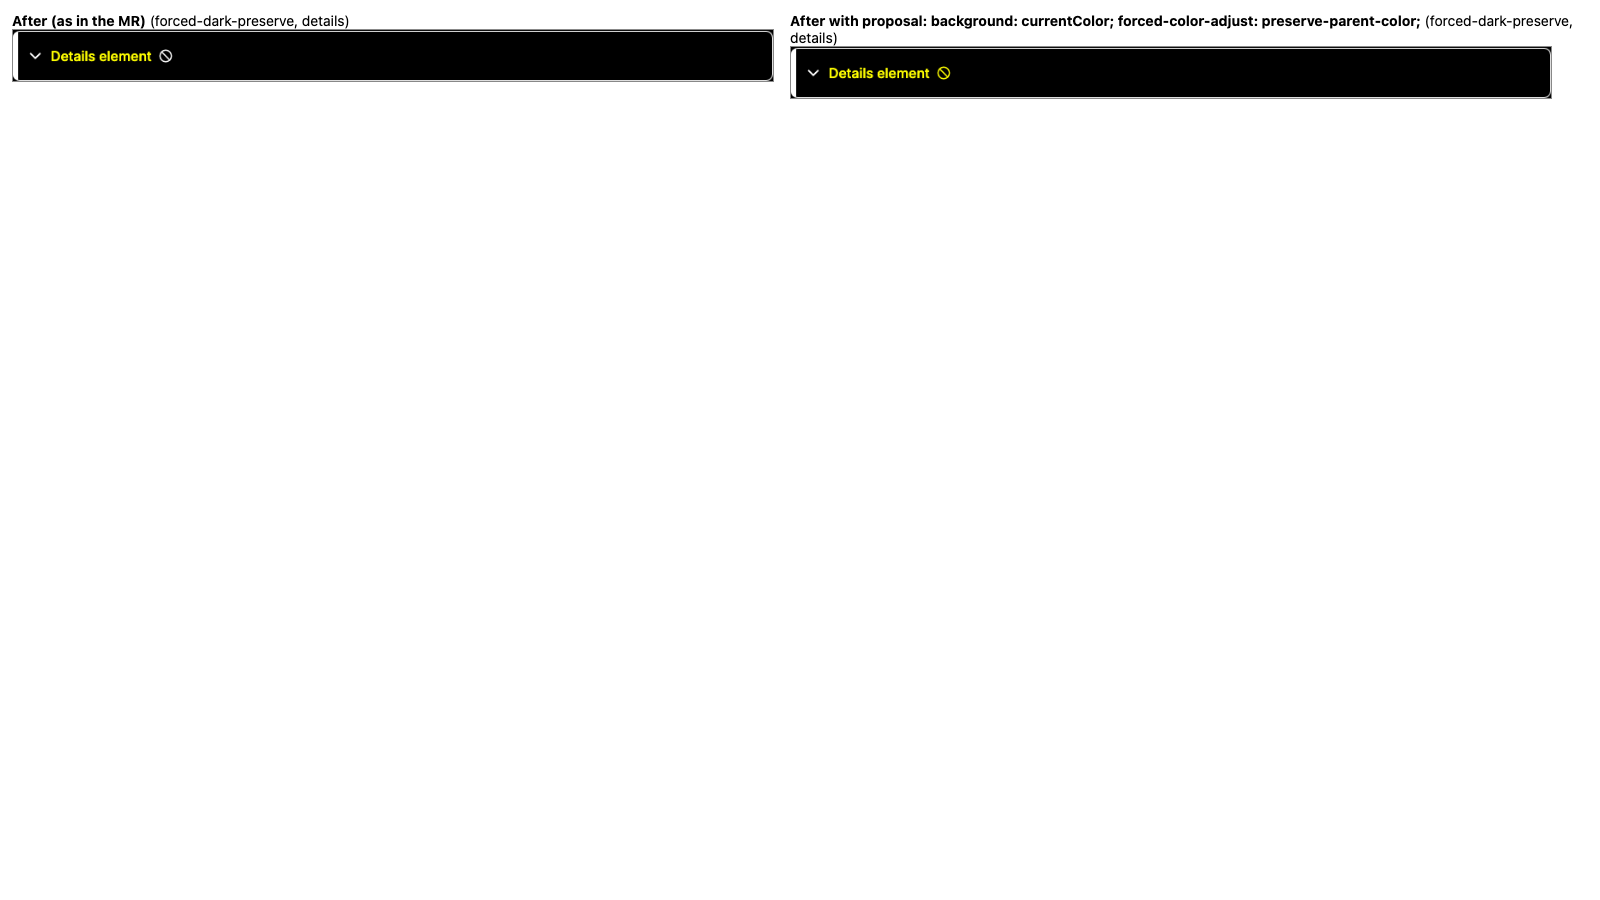 After (as in the MR) (forced-dark-preserve, details)
Details element
After with proposal: background: currentColor; forced-color-adjust: preserve-parent-color; (forced-dark-preserve,
details)
Details element